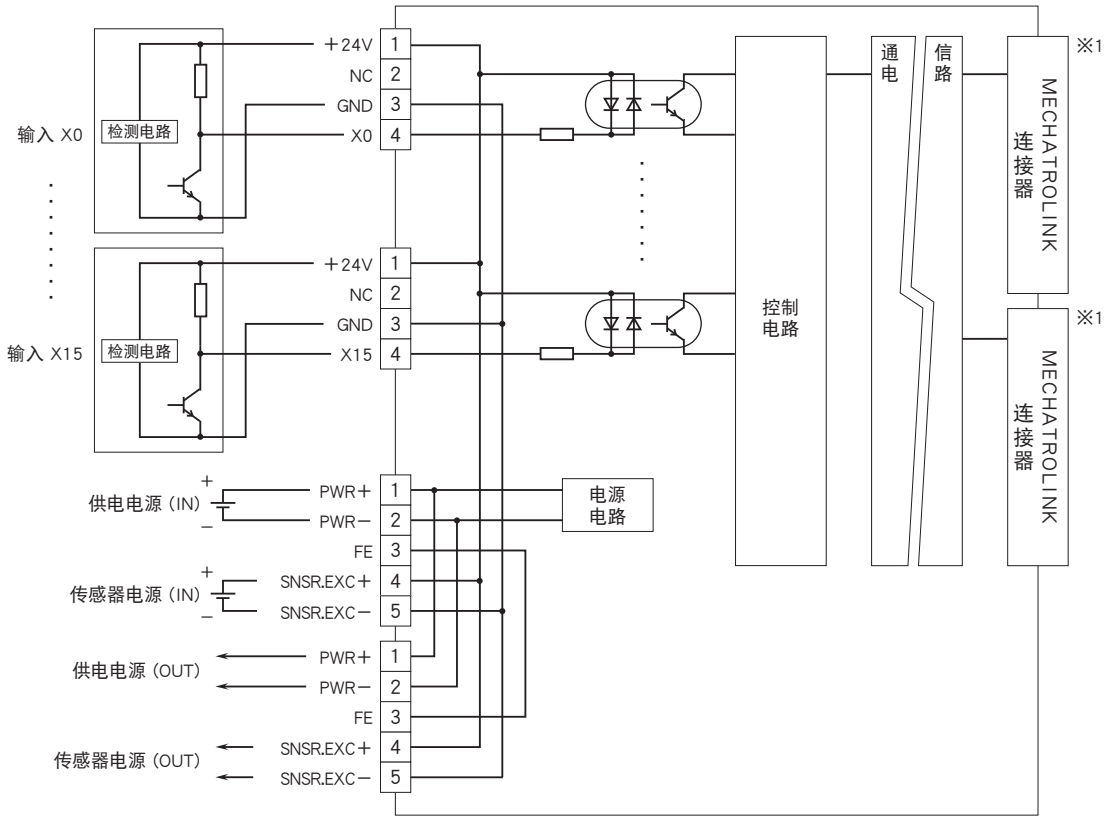 输入 X0
检测电路
+24V 1
NC 2
GND 3
X0 4
输入 X15
检测电路
+24V 1
NC 2
GND 3
X15 4
供电电源 (IN)
+
−
PWR+ 1
PWR− 2
FE 3
传感器电源 (IN)
+
−
SNSR.EXC+ 4
SNSR.EXC− 5
供电电源 (OUT)
PWR+ 1
PWR− 2
FE 3
传感器电源 (OUT)
SNSR.EXC+ 4
SNSR.EXC− 5
电源
电路
控制
电路
通 信
电 路
MECHATROLINK
连接器
※1
MECHATROLINK
连接器
※1